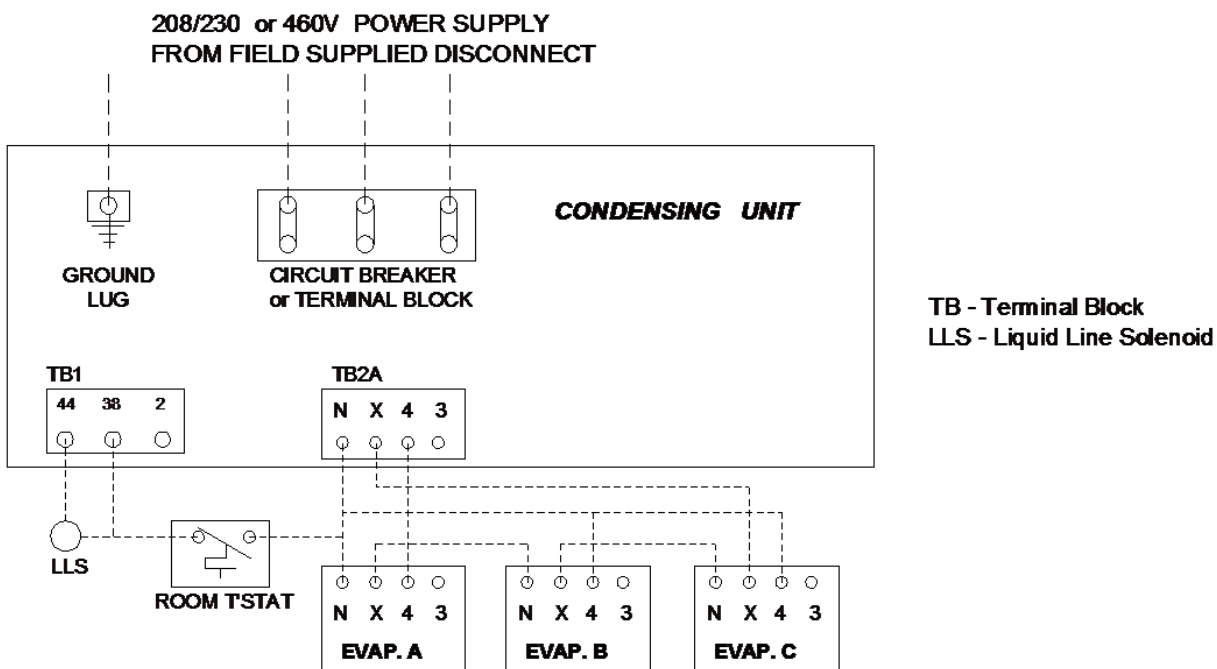 208/230 or 460V POWER SUPPLY
FROM FIELD SUPPLIED DISCONNECT
CONDENSING UNIT
GROUND
LUG
CIRCUIT BREAKER
or TERMINAL BLOCK
TB - Terminal Block
LLS - Liquid Line Solenoid
TB1
44 38 2
TB2A
N X 4 3
LLS
ROOM T'STAT
N X 4 3
EVAP. A
N X 4 3
EVAP. B
N X 4 3
EVAP. C